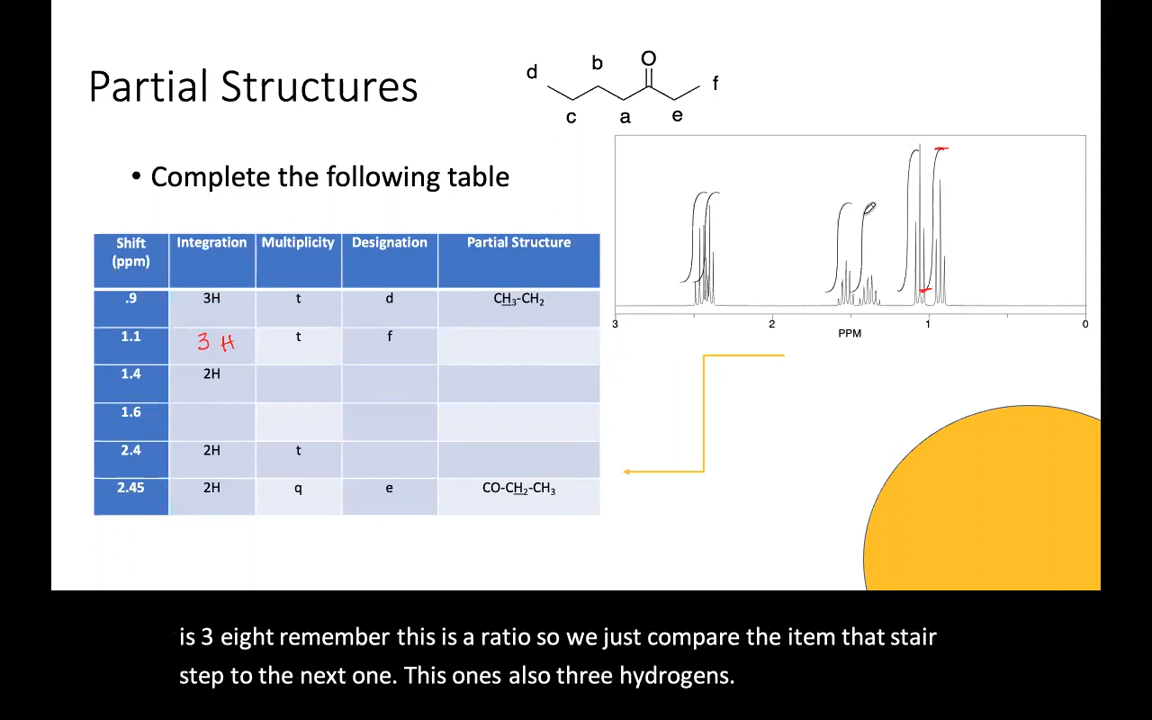 O
b
d
f
Partial Structures
c
a
e
• Complete the following table
Shift (ppm) Integration Multiplicity Designation Partial Structure
.9 3H t d CH3-CH2
1.1 3 H t f
1.4 2H
1.6
2.4 2H t
2.45 2H q e CO-CH2-CH3
3 2 1 0
PPM
is 3 eight remember this is a ratio so we just compare the item that stair
step to the next one. This ones also three hydrogens.